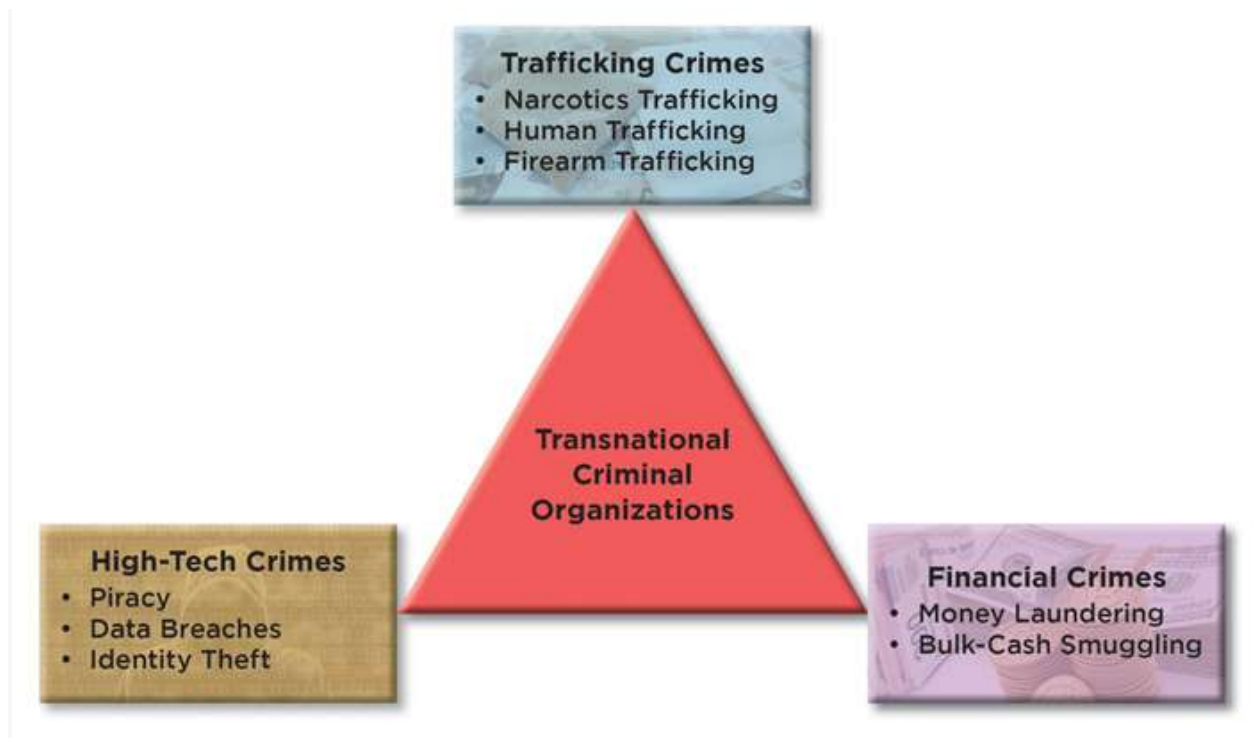 Trafficking Crimes
• Narcotics Trafficking
• Human Trafficking
• Firearm Trafficking
Transnational
Criminal
Organizations
High-Tech Crimes
• Piracy
• Data Breaches
• Identity Theft
Financial Crimes
• Money Laundering
• Bulk-Cash Smuggling